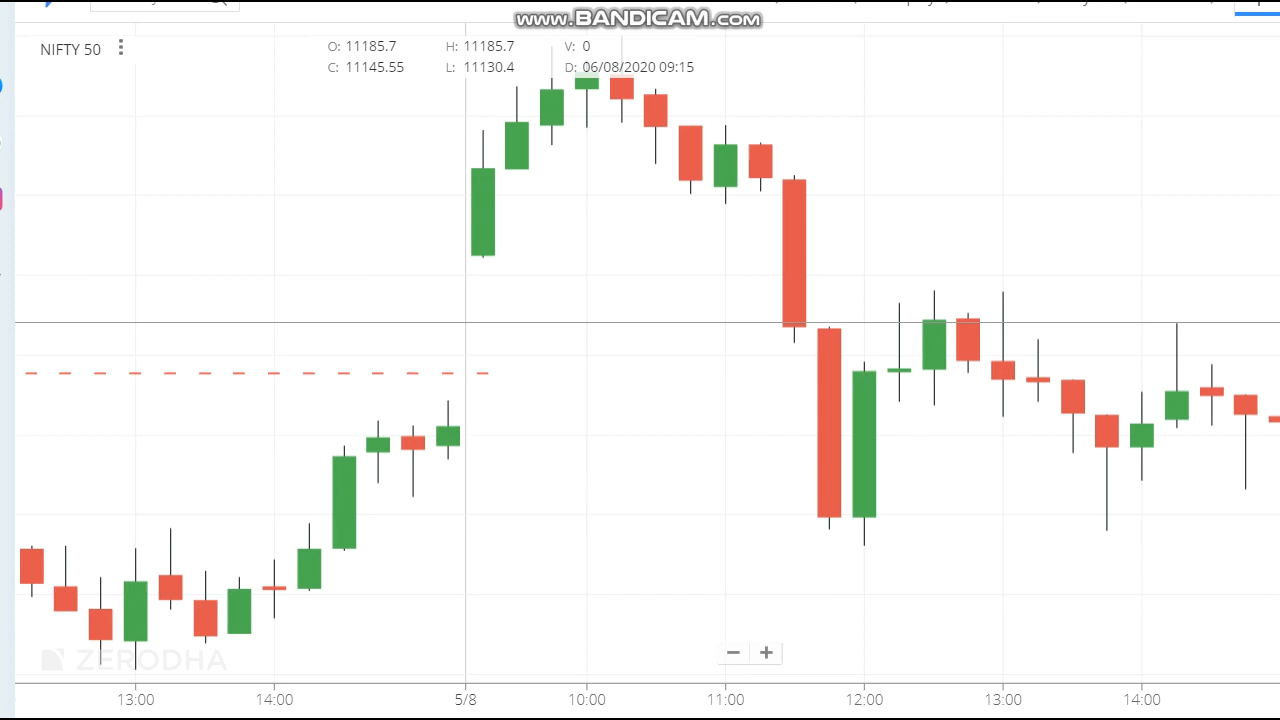 www.BANDICAM.com
NIFTY 50
O: 11185.7 H: 11185.7 V: 0
C: 11145.55 L: 11130.4 D: 06/08/2020 09:15
ZERODHA
13:00 14:00 5/8 10:00 11:00 12:00 13:00 14:00